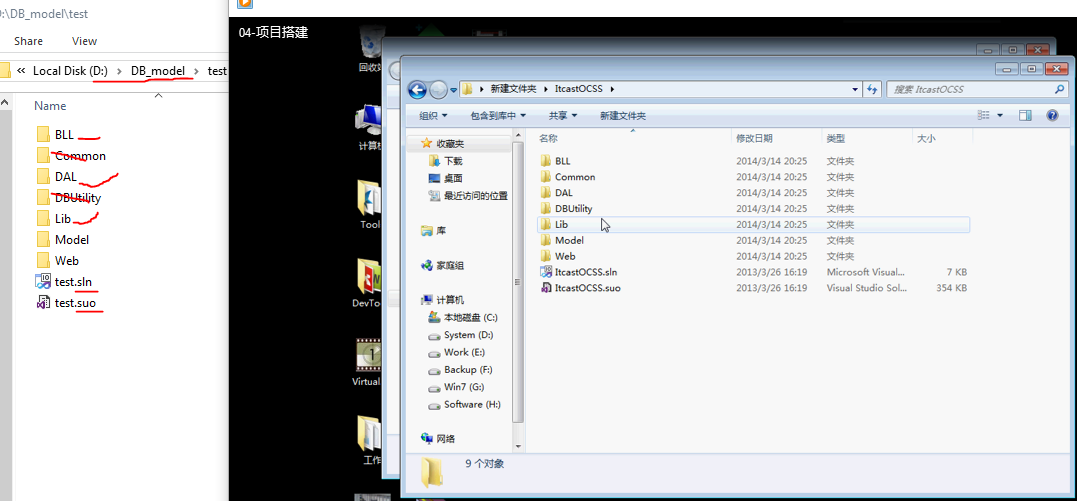 :\DB_model\test
Share View
« Local Disk (D:) › DB_model › test
Name
BLL
Common
DAL
DBUtility
Lib
Model
Web
test.sln
test.suo
04-项目搭建
回收
计算机
Tool
DevTo
Virtual
工作
新建文件夹 ▸ ItcastOCSS ▸
搜索 ItcastOCSS
组织 包含到库中 共享 新建文件夹
收藏夹
下载
桌面
最近访问的位置
库
家庭组
计算机
本地磁盘 (C:)
System (D:)
Work (E:)
Backup (F:)
Win7 (G:)
Software (H:)
网络
名称 修改日期 类型 大小
BLL 2014/3/14 20:25 文件夹
Common 2014/3/14 20:25 文件夹
DAL 2014/3/14 20:25 文件夹
DBUtility 2014/3/14 20:25 文件夹
Lib 2014/3/14 20:25 文件夹
Model 2014/3/14 20:25 文件夹
Web 2014/3/14 20:25 文件夹
ItcastOCSS.sln 2013/3/26 16:19 Microsoft Visual... 7 KB
ItcastOCSS.suo 2013/3/26 16:19 Visual Studio Sol... 354 KB
9 个对象